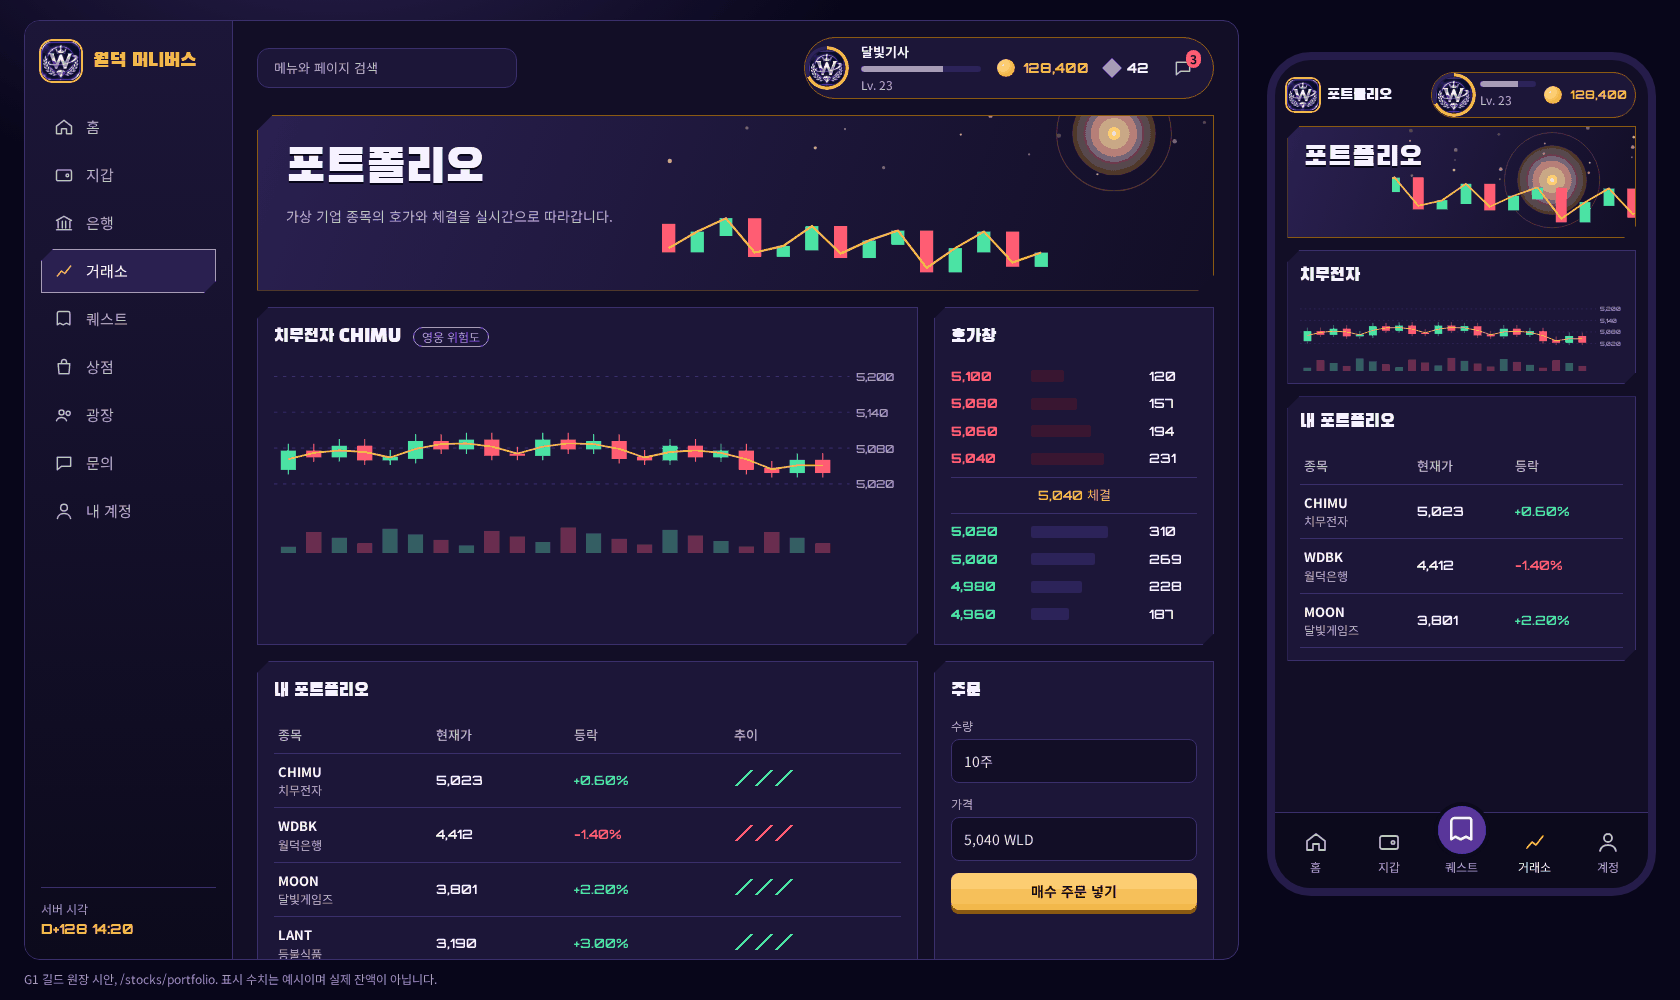 월덕 머니버스
홈
지갑
은행
거래소
퀘스트
상점
광장
문의
내 계정
서버 시각
D+128 14:20
메뉴와 페이지 검색
달빛기사
Lv. 23
128,400
42
3
포트폴리오
가상 기업 종목의 호가와 체결을 실시간으로 따라갑니다.
치무전자 CHIMU
영웅 위험도
5,200
5,140
5,080
5,020
호가창
5,100 120
5,080 157
5,060 194
5,040 231
5,040 체결
5,020 310
5,000 269
4,980 228
4,960 187
내 포트폴리오
종목 현재가 등락 추이
CHIMU
치무전자
5,023 +0.60%
WDBK
월덕은행
4,412 -1.40%
MOON
달빛게임즈
3,801 +2.20%
LANT
등불식품
3,190 +3.00%
주문
수량
10주
가격
5,040 WLD
매수 주문 넣기
포트폴리오
Lv. 23
128,400
포트폴리오
치무전자
5,200
5,140
5,080
5,020
내 포트폴리오
종목 현재가 등락
CHIMU
치무전자
5,023 +0.60%
WDBK
월덕은행
4,412 -1.40%
MOON
달빛게임즈
3,801 +2.20%
홈
지갑
퀘스트
거래소
계정
G1 길드 원장 시안, /stocks/portfolio. 표시 수치는 예시이며 실제 잔액이 아닙니다.